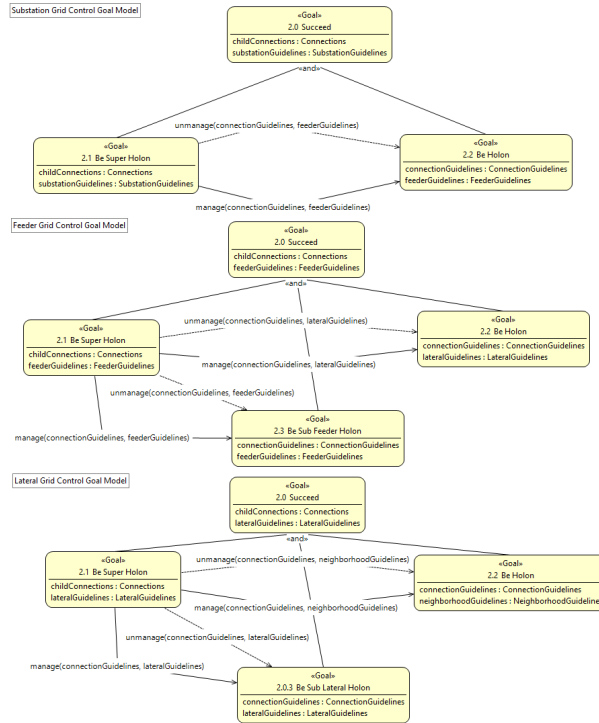 Substation Grid Control Goal Model
«Goal»
2.0 Succeed
childConnections : Connections
substationGuidelines : SubstationGuidelines
«and»
unmanage(connectionGuidelines, feederGuidelines)
«Goal»
2.1 Be Super Holon
childConnections : Connections
substationGuidelines : SubstationGuidelines
«Goal»
2.2 Be Holon
connectionGuidelines : ConnectionGuidelines
feederGuidelines : FeederGuidelines
manage(connectionGuidelines, feederGuidelines)
Feeder Grid Control Goal Model
«Goal»
2.0 Succeed
childConnections : Connections
feederGuidelines : FeederGuidelines
«and»
unmanage(connectionGuidelines, lateralGuidelines)
«Goal»
2.1 Be Super Holon
childConnections : Connections
feederGuidelines : FeederGuidelines
«Goal»
2.2 Be Holon
connectionGuidelines : ConnectionGuidelines
lateralGuidelines : LateralGuidelines
manage(connectionGuidelines, lateralGuidelines)
unmanage(connectionGuidelines, feederGuidelines)
manage(connectionGuidelines, feederGuidelines)
«Goal»
2.3 Be Sub Feeder Holon
connectionGuidelines : ConnectionGuidelines
feederGuidelines : FeederGuidelines
Lateral Grid Control Goal Model
«Goal»
2.0 Succeed
childConnections : Connections
lateralGuidelines : LateralGuidelines
«and»
unmanage(connectionGuidelines, neighborhoodGuidelines)
«Goal»
2.1 Be Super Holon
childConnections : Connections
lateralGuidelines : LateralGuidelines
«Goal»
2.2 Be Holon
connectionGuidelines : ConnectionGuidelines
neighborhoodGuidelines : NeighborhoodGuideline
manage(connectionGuidelines, neighborhoodGuidelines)
unmanage(connectionGuidelines, lateralGuidelines)
manage(connectionGuidelines, lateralGuidelines)
«Goal»
2.0.3 Be Sub Lateral Holon
connectionGuidelines : ConnectionGuidelines
lateralGuidelines : LateralGuidelines